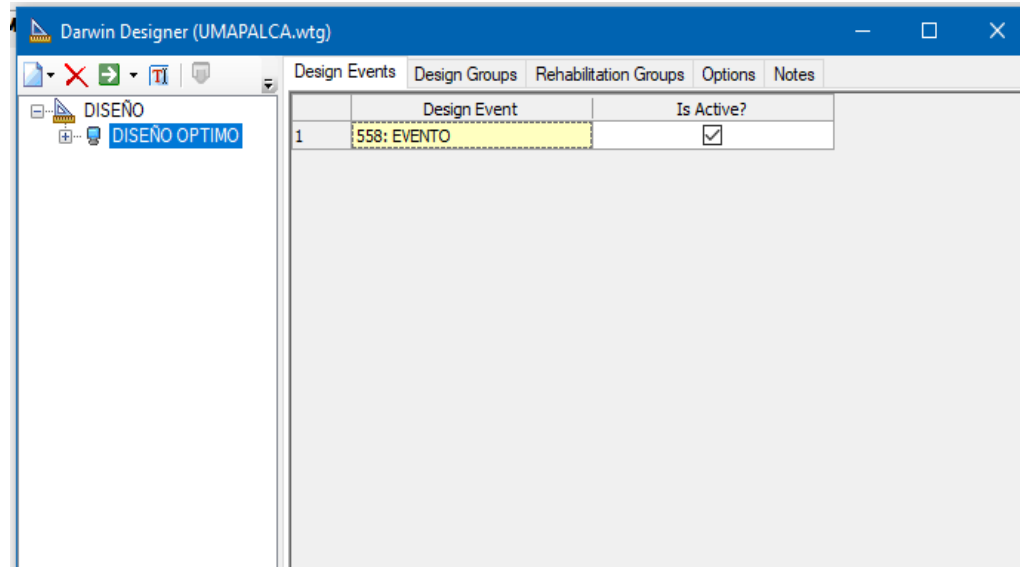 Darwin Designer (UMAPALCA.wtg)
Design Events Design Groups Rehabilitation Groups Options Notes
DISEÑO
DISEÑO OPTIMO
Design Event Is Active?
1 558: EVENTO